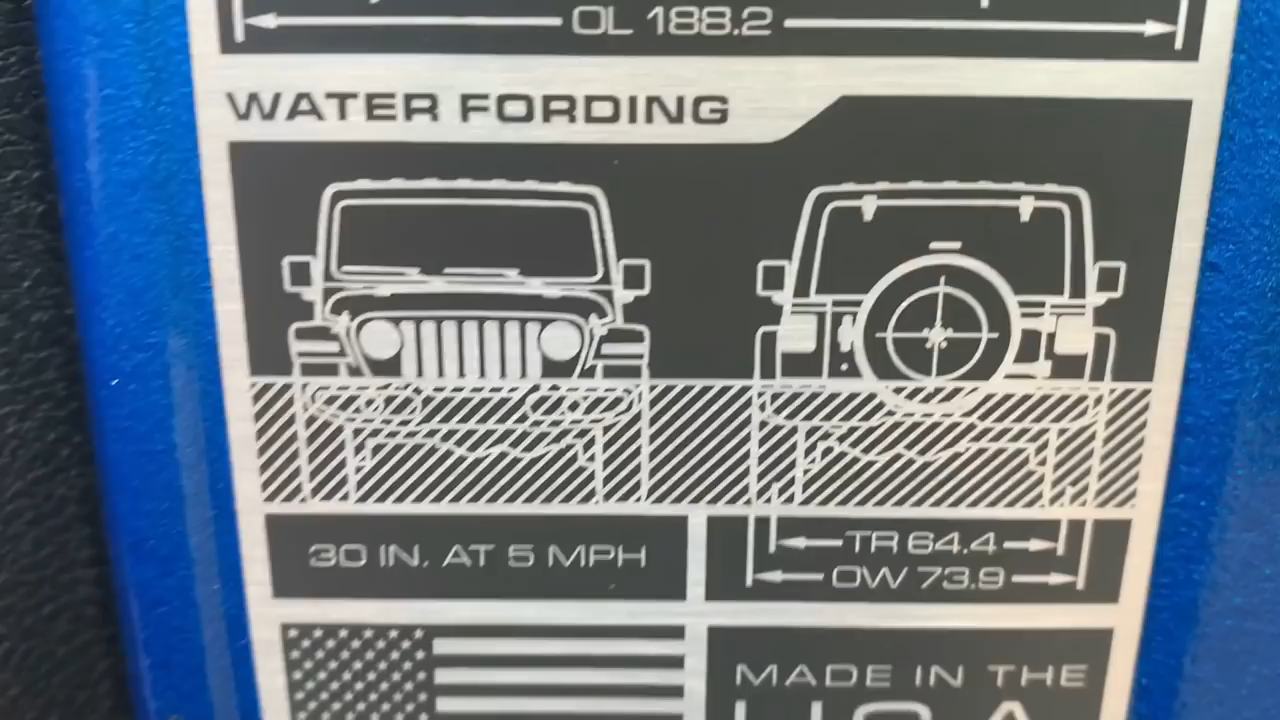 OL 188.2
WATER FORDING
30 IN. AT 5 MPH
TR 64.4
OW 73.9
MADE IN THE
USA